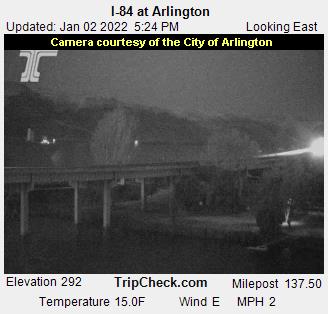 I-84 at Arlington
Updated: Jan 02 2022 5:24 PM Looking East
Camera courtesy of the City of Arlington
Elevation 292 TripCheck.com Milepost 137.50
Temperature 15.0F Wind E MPH 2